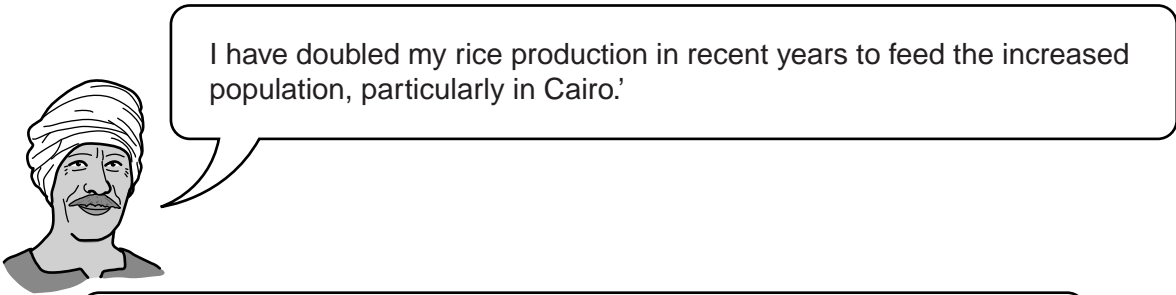 I have doubled my rice production in recent years to feed the increased
population, particularly in Cairo.’